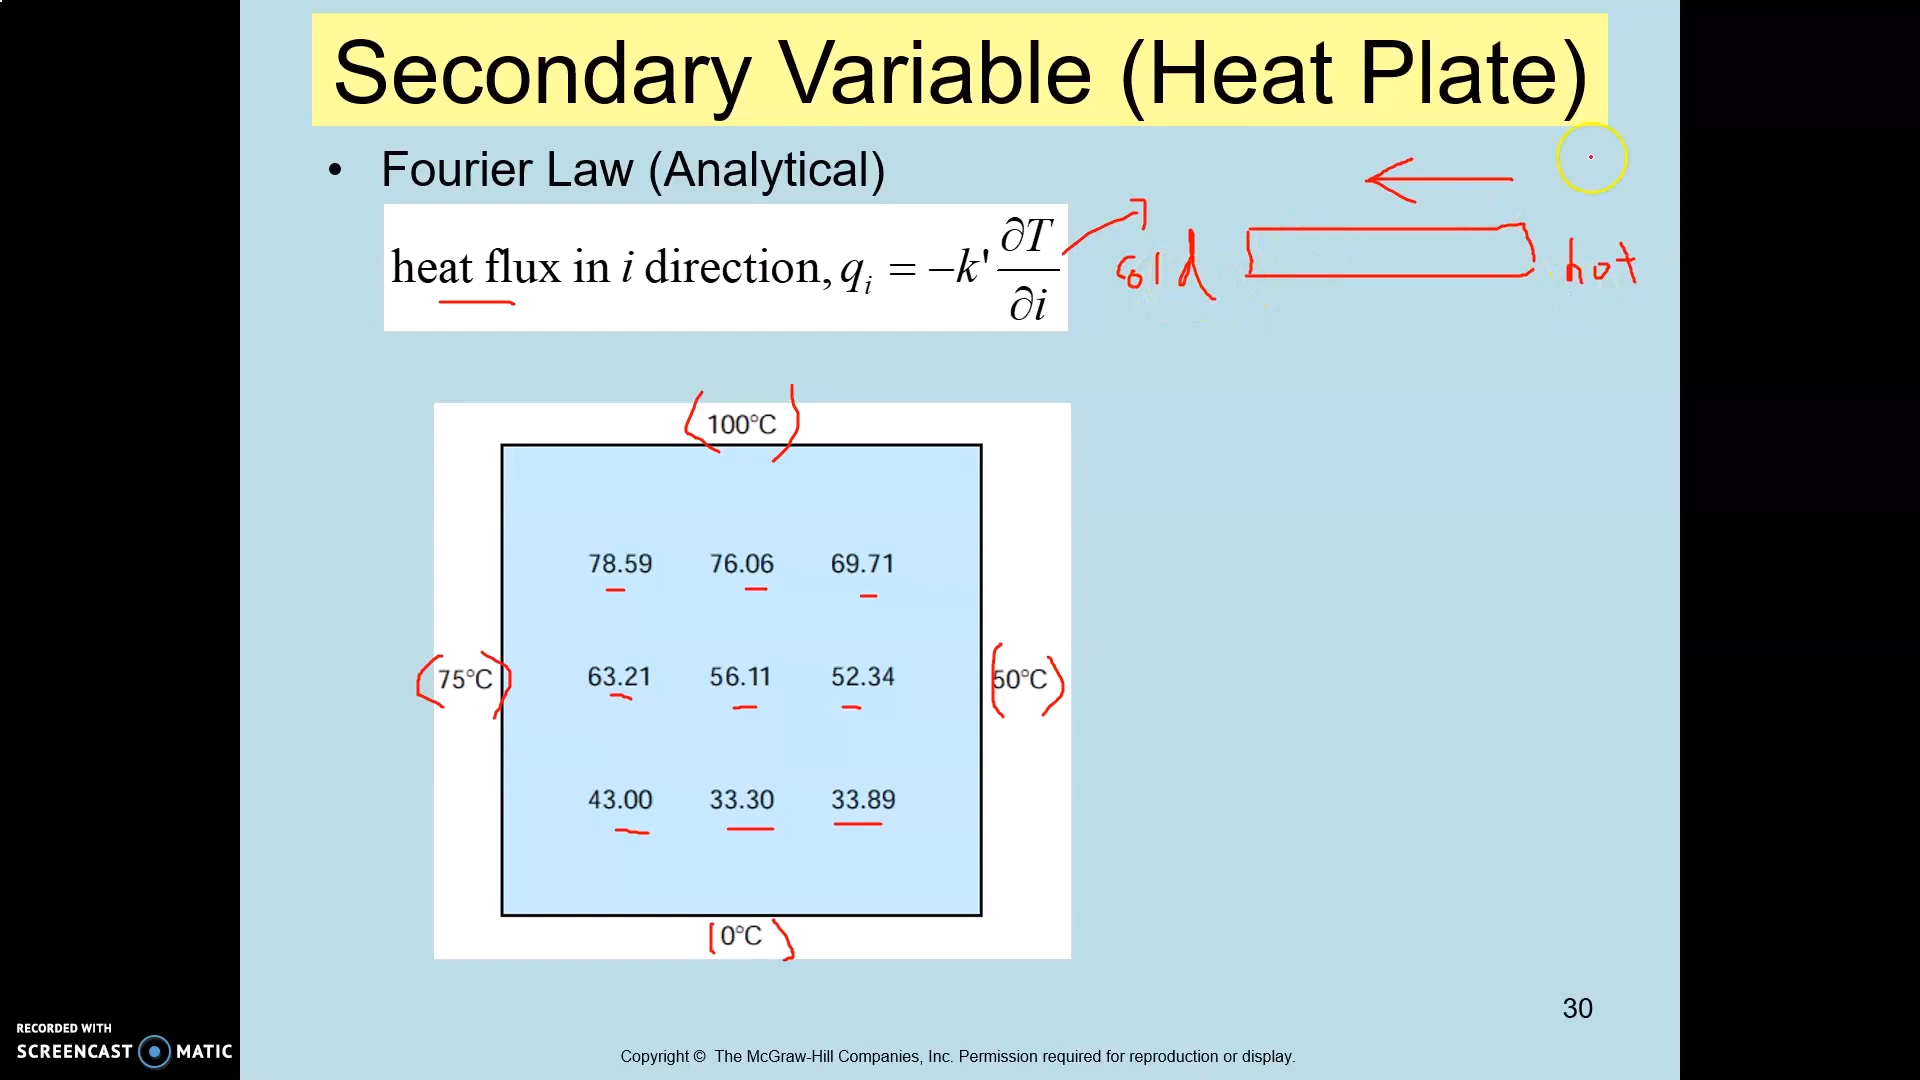 Secondary Variable (Heat Plate)
• Fourier Law (Analytical)
heat flux in i direction, qᵢ = −k' ∂T/∂i
cold
hot
100°C
78.59 76.06 69.71
75°C 63.21 56.11 52.34 50°C
43.00 33.30 33.89
0°C
30
RECORDED WITH
SCREENCAST MATIC
Copyright © The McGraw-Hill Companies, Inc. Permission required for reproduction or display.